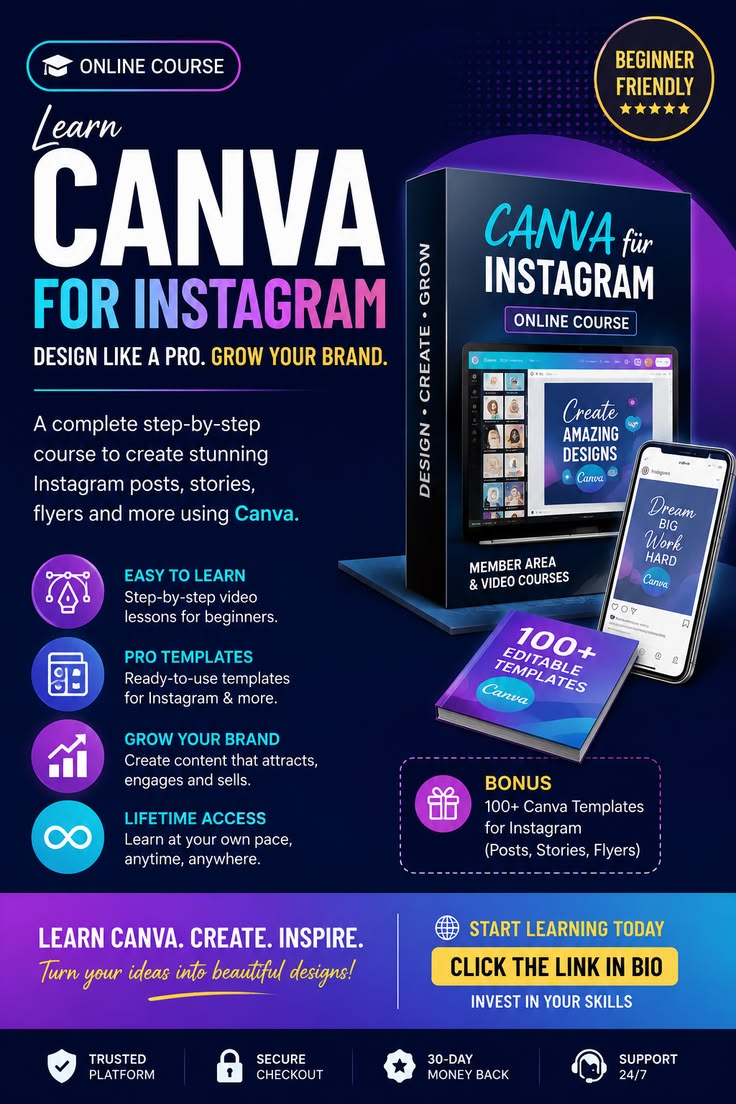 ONLINE COURSE
BEGINNER
FRIENDLY
Learn
CANVA
FOR INSTAGRAM
DESIGN LIKE A PRO. GROW YOUR BRAND.
A complete step-by-step
course to create stunning
Instagram posts, stories,
flyers and more using Canva.
EASY TO LEARN
Step-by-step video
lessons for beginners.
PRO TEMPLATES
Ready-to-use templates
for Instagram & more.
GROW YOUR BRAND
Create content that attracts,
engages and sells.
LIFETIME ACCESS
Learn at your own pace,
anytime, anywhere.
DESIGN • CREATE • GROW
CANVA für
INSTAGRAM
ONLINE COURSE
Canva
Create
AMAZING
DESIGNS
Canva
MEMBER AREA
& VIDEO COURSES
Instagram
Dream
BIG
Work
HARD
Canva
100+
EDITABLE
TEMPLATES
Canva
BONUS
100+ Canva Templates
for Instagram
(Posts, Stories, Flyers)
LEARN CANVA. CREATE. INSPIRE.
Turn your ideas into beautiful designs!
START LEARNING TODAY
CLICK THE LINK IN BIO
INVEST IN YOUR SKILLS
TRUSTED
PLATFORM
SECURE
CHECKOUT
30-DAY
MONEY BACK
SUPPORT
24/7